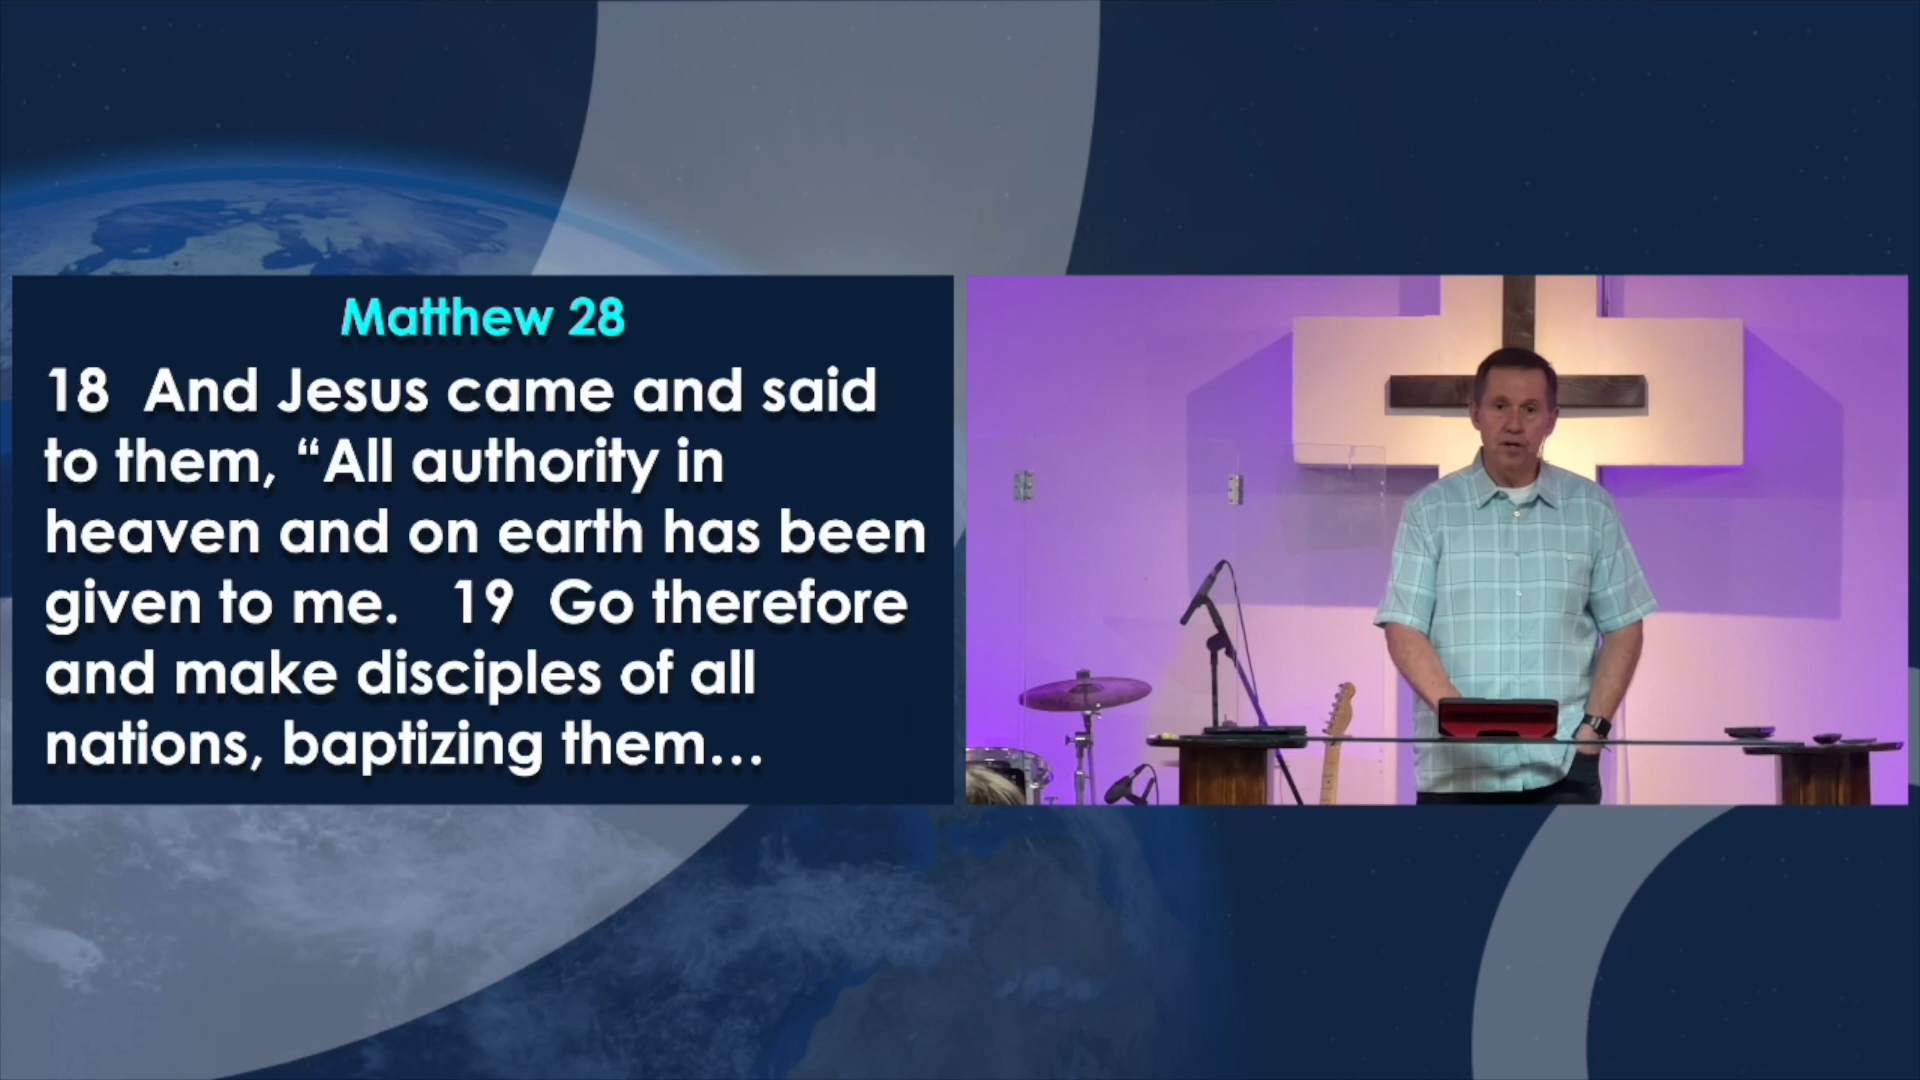 Matthew 28
18 And Jesus came and said
to them, “All authority in
heaven and on earth has been
given to me. 19 Go therefore
and make disciples of all
nations, baptizing them…